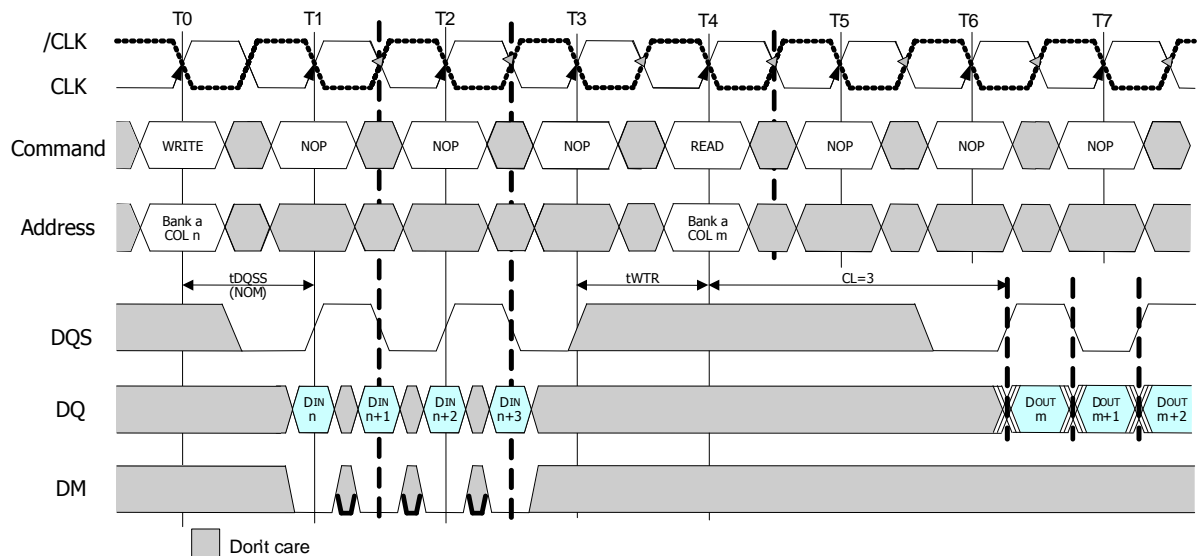 T0 T1 T2 T3 T4 T5 T6 T7
/CLK
CLK
Command WRITE NOP NOP NOP READ NOP NOP NOP
Address Bank a COL n Bank a COL m
tDQSS (NOM) tWTR CL=3
DQS
DQ DIN n DIN n+1 DIN n+2 DIN n+3 DOUT m DOUT m+1 DOUT m+2
DM
Don't care